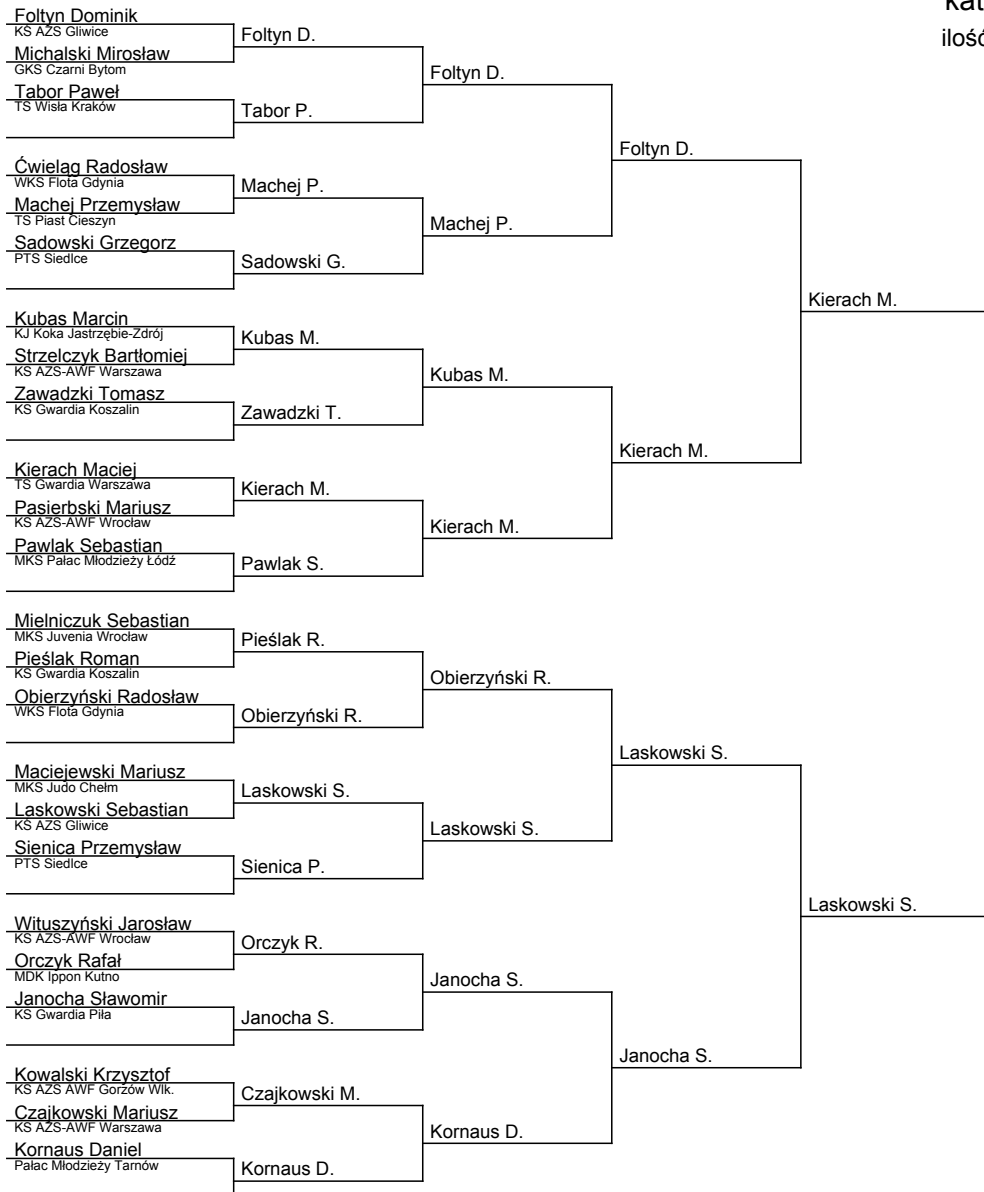 kat
ilość
Foltyn Dominik
KS AZS Gliwice
Michalski Mirosław
GKS Czarni Bytom
Tabor Paweł
TS Wisła Kraków
Ćwieląg Radosław
WKS Flota Gdynia
Machej Przemysław
TS Piast Cieszyn
Sadowski Grzegorz
PTS Siedlce
Kubas Marcin
KJ Koka Jastrzębie-Zdrój
Strzelczyk Bartłomiej
KS AZS-AWF Warszawa
Zawadzki Tomasz
KS Gwardia Koszalin
Kierach Maciej
TS Gwardia Warszawa
Pasierbski Mariusz
KS AZS-AWF Wrocław
Pawlak Sebastian
MKS Pałac Młodzieży Łódź
Mielniczuk Sebastian
MKS Juvenia Wrocław
Pieślak Roman
KS Gwardia Koszalin
Obierzyński Radosław
WKS Flota Gdynia
Maciejewski Mariusz
MKS Judo Chełm
Laskowski Sebastian
KS AZS Gliwice
Sienica Przemysław
PTS Siedlce
Wituszyński Jarosław
KS AZS-AWF Wrocław
Orczyk Rafał
MDK Ippon Kutno
Janocha Sławomir
KS Gwardia Piła
Kowalski Krzysztof
KS AZS AWF Gorzów Wlk.
Czajkowski Mariusz
KS AZS-AWF Warszawa
Kornaus Daniel
Pałac Młodzieży Tarnów
Foltyn D.
Tabor P.
Machej P.
Sadowski G.
Kubas M.
Zawadzki T.
Kierach M.
Pawlak S.
Pieślak R.
Obierzyński R.
Laskowski S.
Sienica P.
Orczyk R.
Janocha S.
Czajkowski M.
Kornaus D.
Foltyn D.
Machej P.
Kubas M.
Kierach M.
Obierzyński R.
Laskowski S.
Janocha S.
Kornaus D.
Foltyn D.
Kierach M.
Laskowski S.
Janocha S.
Kierach M.
Laskowski S.